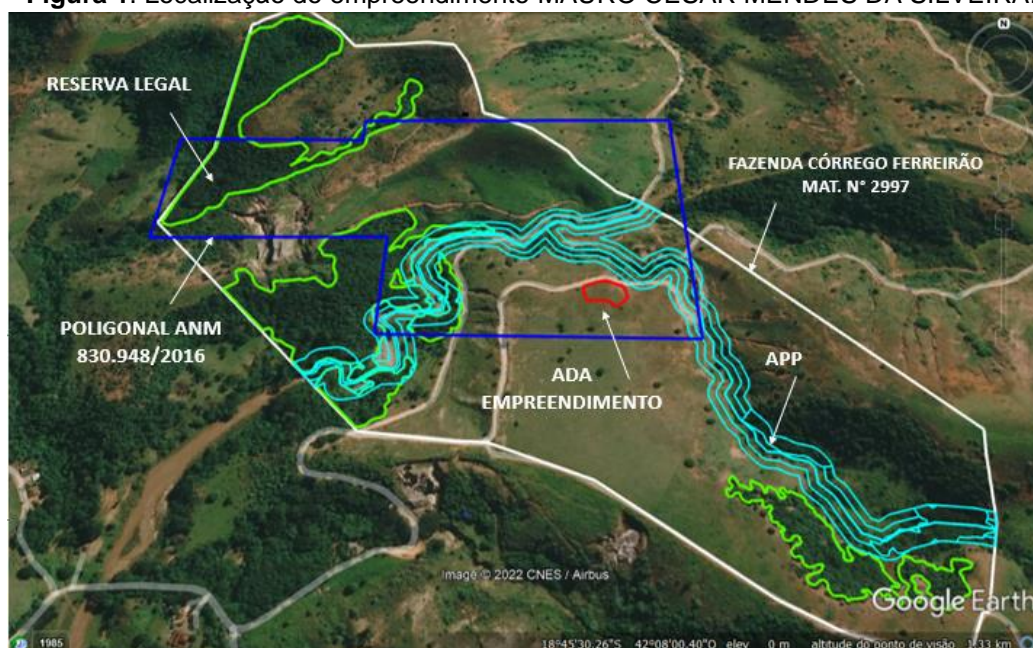 Figura 1: Localização do empreendimento MAURO CESAR MENDES DA SILVEIRA.
N
RESERVA LEGAL
FAZENDA CÓRREGO FERREIRÃO
MAT. N° 2997
POLIGONAL ANM
830.948/2016
ADA
EMPREENDIMENTO
APP
Image © 2022 CNES / Airbus
Google Earth
1985
18°45'30.26"S 42°08'00.40"O elev 0 m altitude do ponto de visão 1.33 km